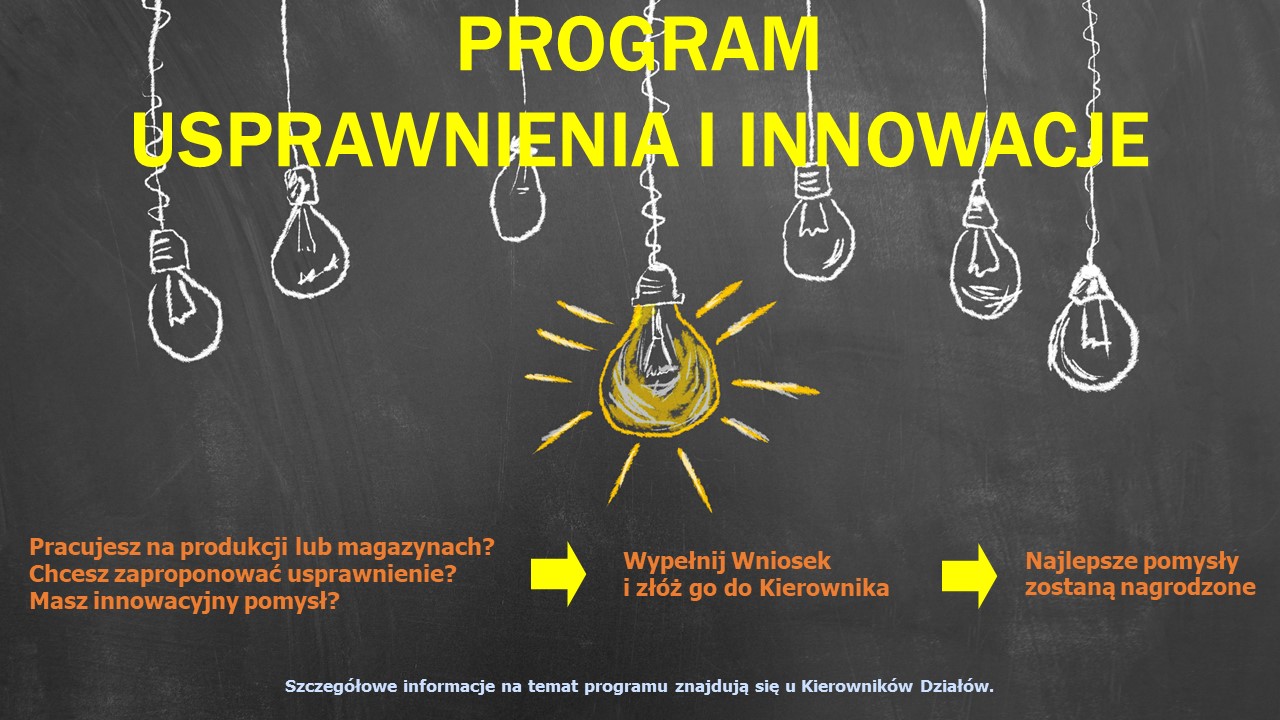 PROGRAM
USPRAWNIENIA I INNOWACJE
Pracujesz na produkcji lub magazynach?
Chcesz zaproponować usprawnienie?
Masz innowacyjny pomysł?
Wypełnij Wniosek
i złóż go do Kierownika
Najlepsze pomysły
zostaną nagrodzone
Szczegółowe informacje na temat programu znajdują się u Kierowników Działów.